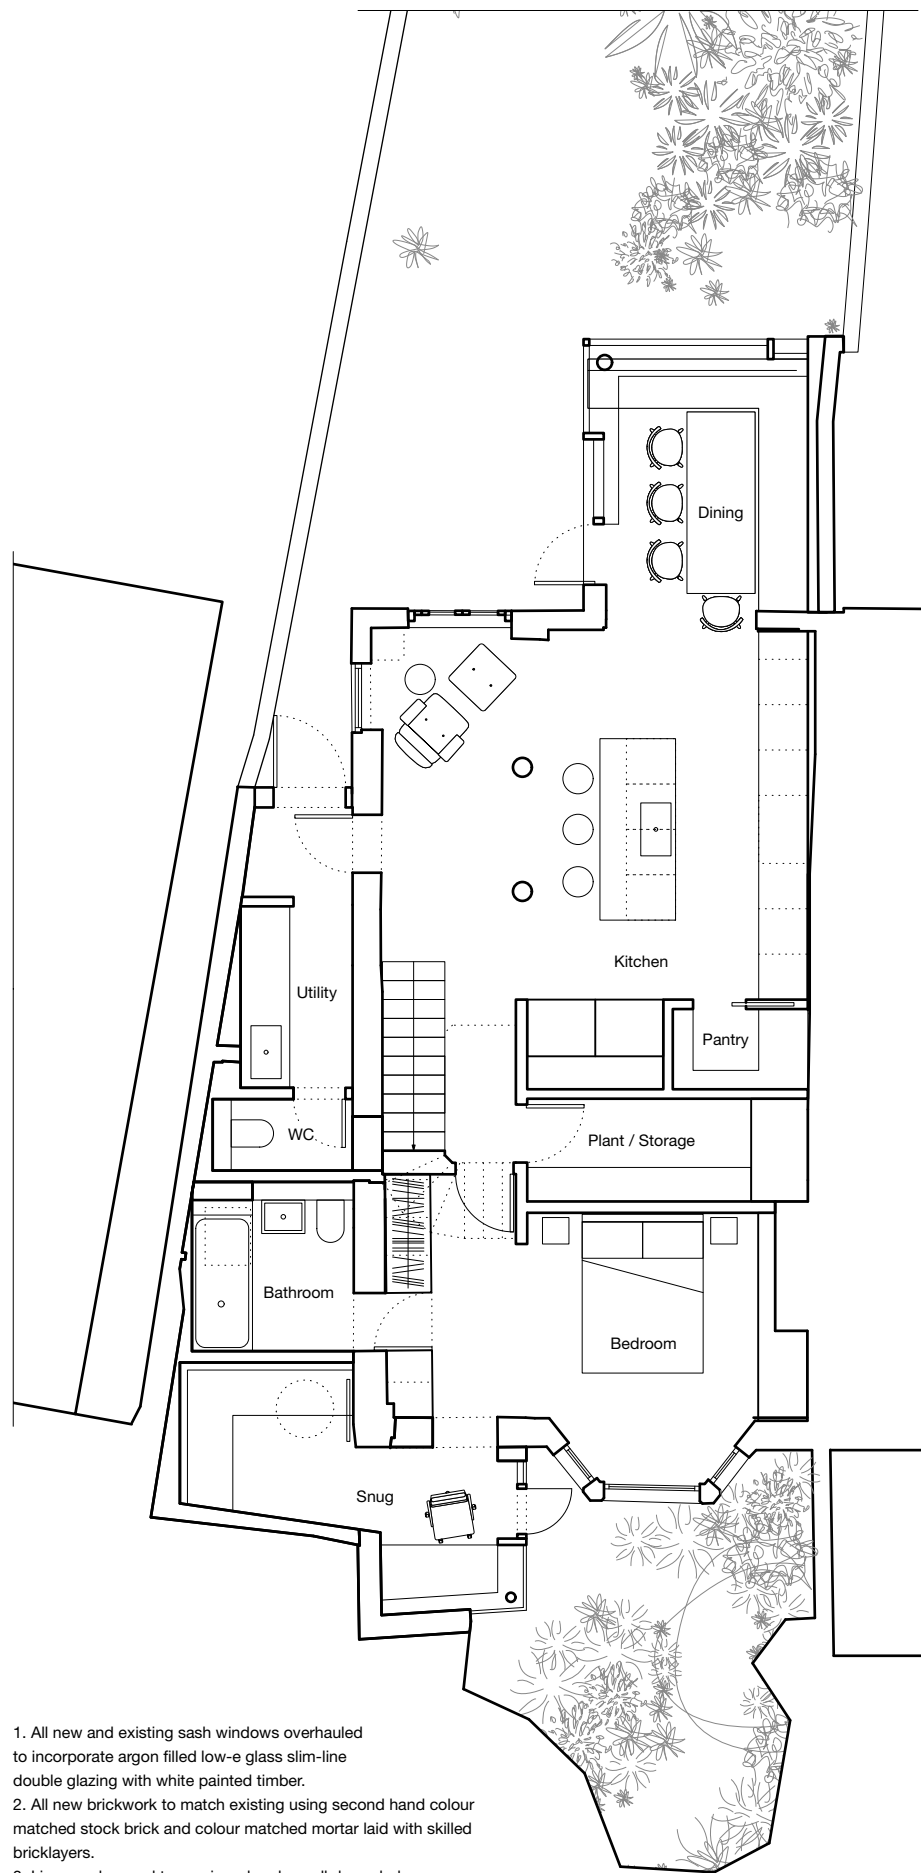 Dining
Kitchen
Utility
Pantry
WC
Plant / Storage
Bathroom
Bedroom
Snug
1. All new and existing sash windows overhauled
to incorporate argon filled low-e glass slim-line
double glazing with white painted timber.
2. All new brickwork to match existing using second hand colour
matched stock brick and colour matched mortar laid with skilled
bricklayers.